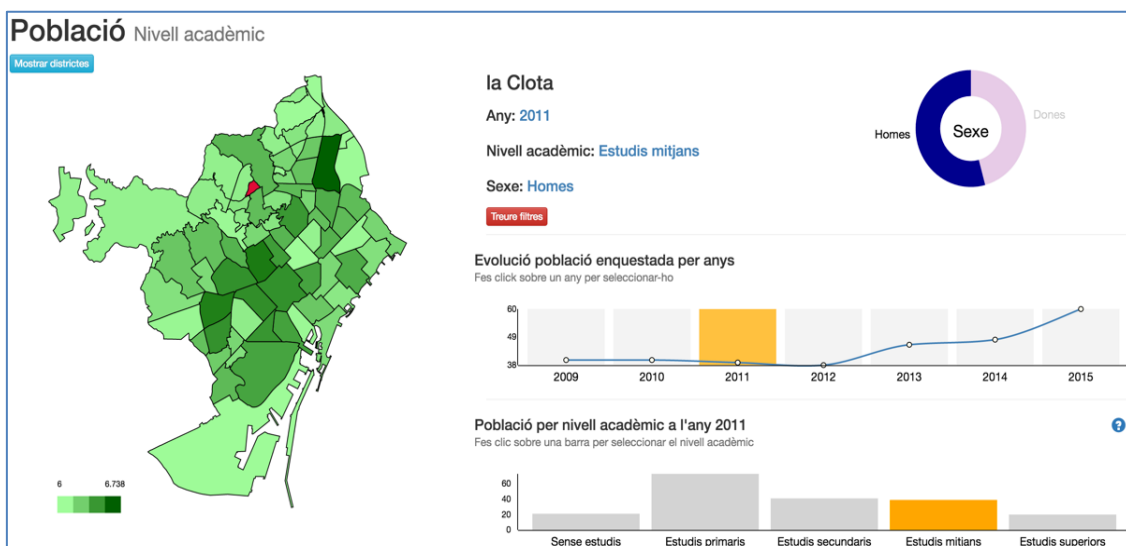 Població Nivell acadèmic
Mostrar districtes
6 6.738
la Clota
Any: 2011
Nivell acadèmic: Estudis mitjans
Sexe: Homes
Treure filtres
Homes Sexe Dones
Evolució població enquestada per anys
Fes click sobre un any per seleccionar-ho
60
49
38
2009 2010 2011 2012 2013 2014 2015
Població per nivell acadèmic a l'any 2011
?
Fes clic sobre una barra per seleccionar el nivell acadèmic
60
40
20
0
Sense estudis Estudis primaris Estudis secundaris Estudis mitjans Estudis superiors